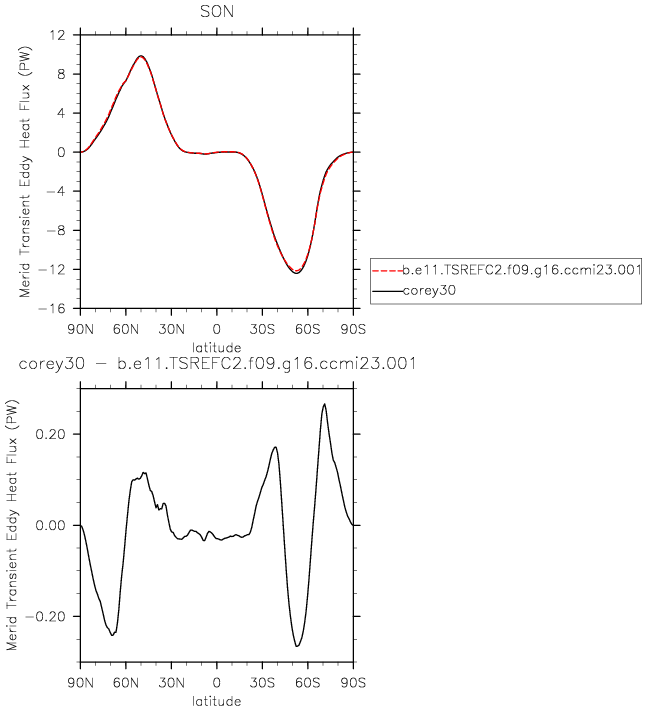 SON
Merid Transient Eddy Heat Flux (PW)
12
8
4
0
−4
−8
−12
−16
90N 60N 30N 0 30S 60S 90S
latitude
b.e11.TSREFC2.f09.g16.ccmi23.001
corey30
corey30 − b.e11.TSREFC2.f09.g16.ccmi23.001
Merid Transient Eddy Heat Flux (PW)
0.20
0.00
−0.20
90N 60N 30N 0 30S 60S 90S
latitude